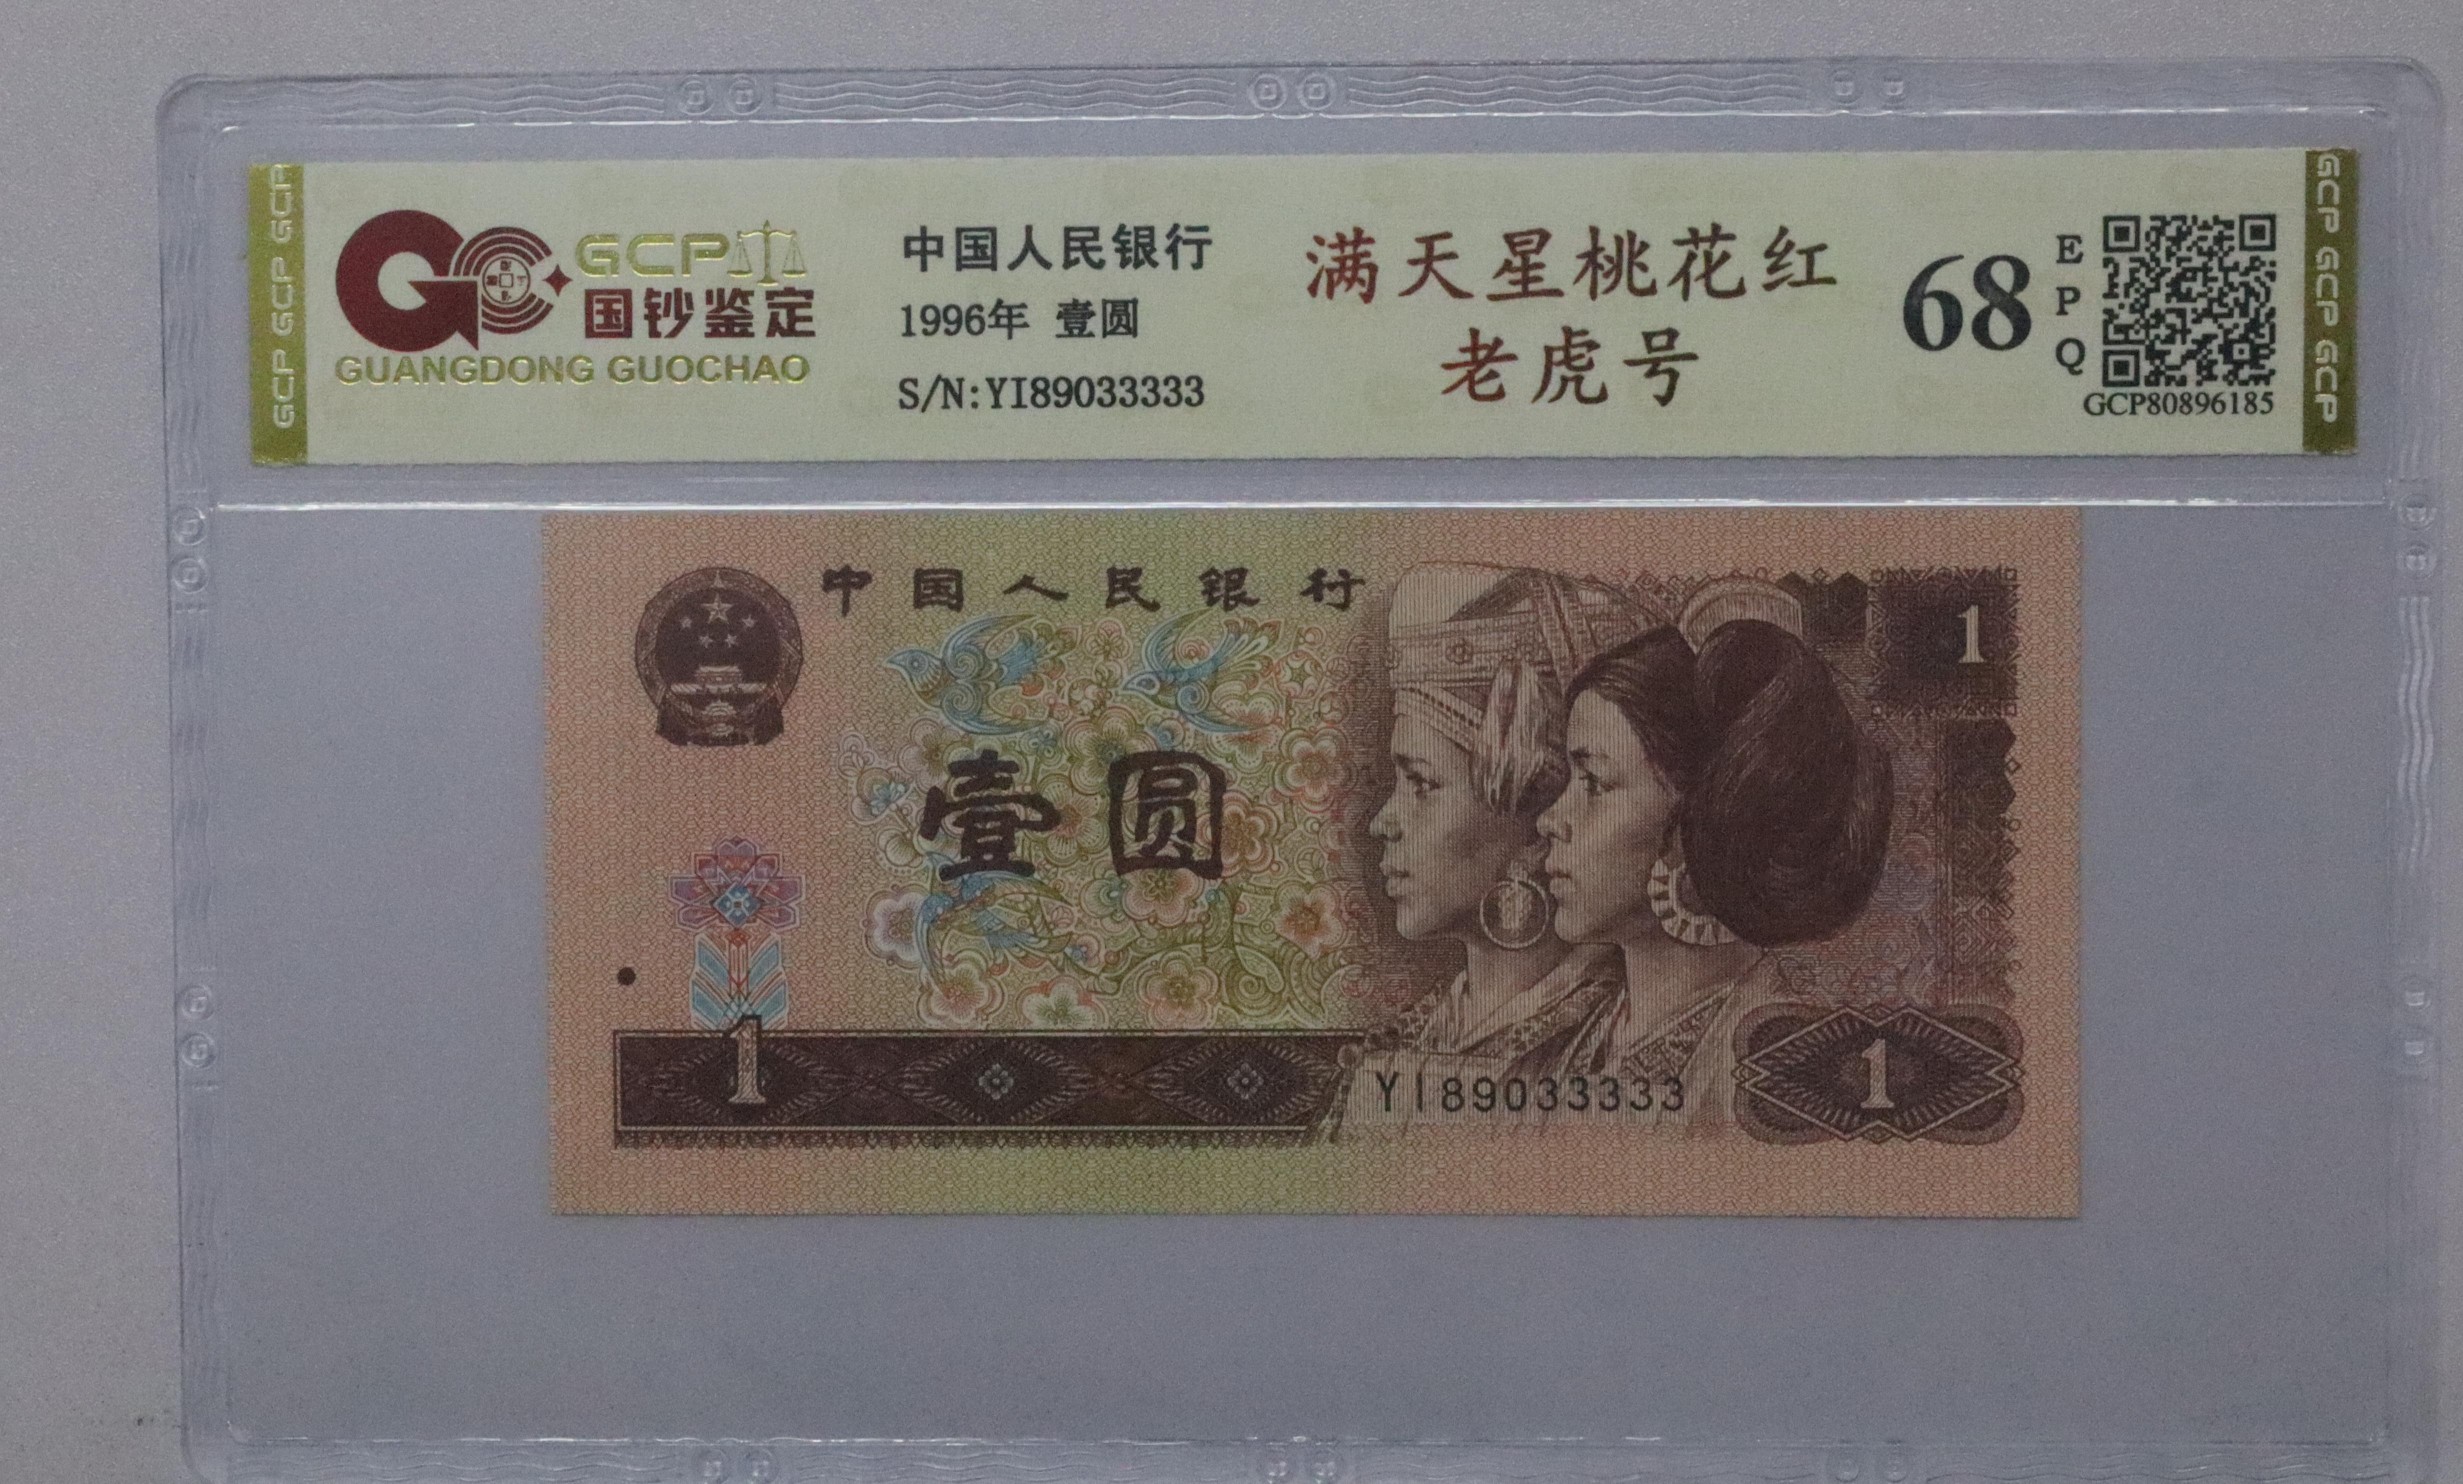 GCP GCP GCP
GCP
国钞鉴定
GUANGDONG GUOCHAO
中国人民银行
1996年 壹圆
S/N:YI89033333
满天星桃花红
老虎号
68
E
P
Q
GCP80896185
GCP GCP GCP
中国人民银行
1
壹圆
1
YI89033333
1